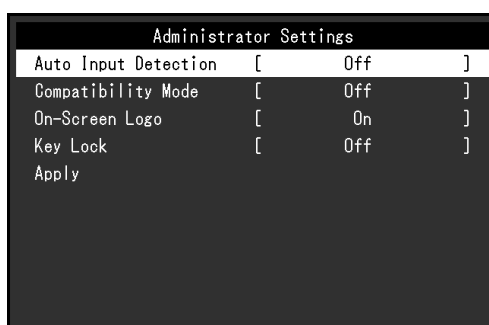 Administrator Settings
Auto Input Detection [ Off ]
Compatibility Mode [ Off ]
On-Screen Logo [ On ]
Key Lock [ Off ]
Apply